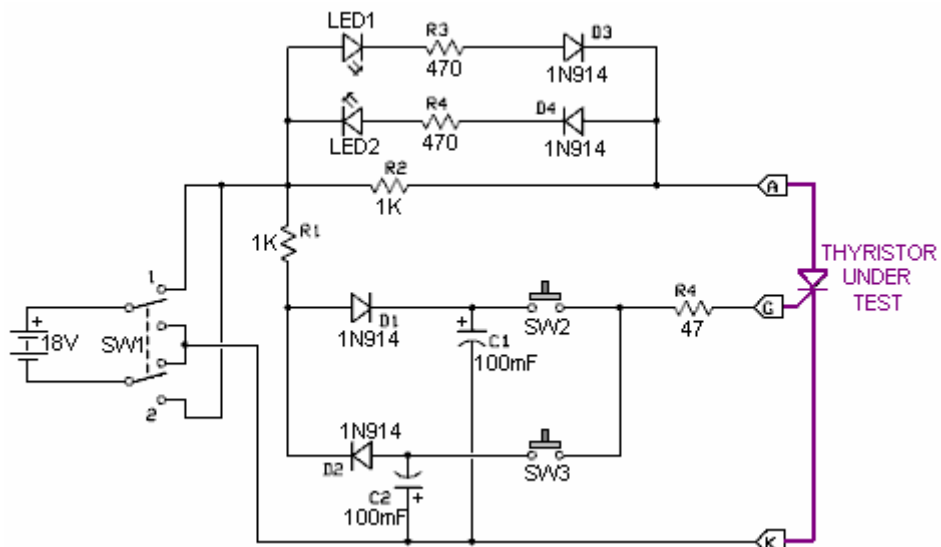 LED1
R3
470
D3
1N914
R4
470
D4
1N914
LED2
R2
1K
A
1K
R1
THYRISTOR
UNDER
TEST
1
D1
1N914
SW2
R4
47
G
+
18V
SW1
+
C1
100mF
2
1N914
D2
SW3
C2
+
100mF
K